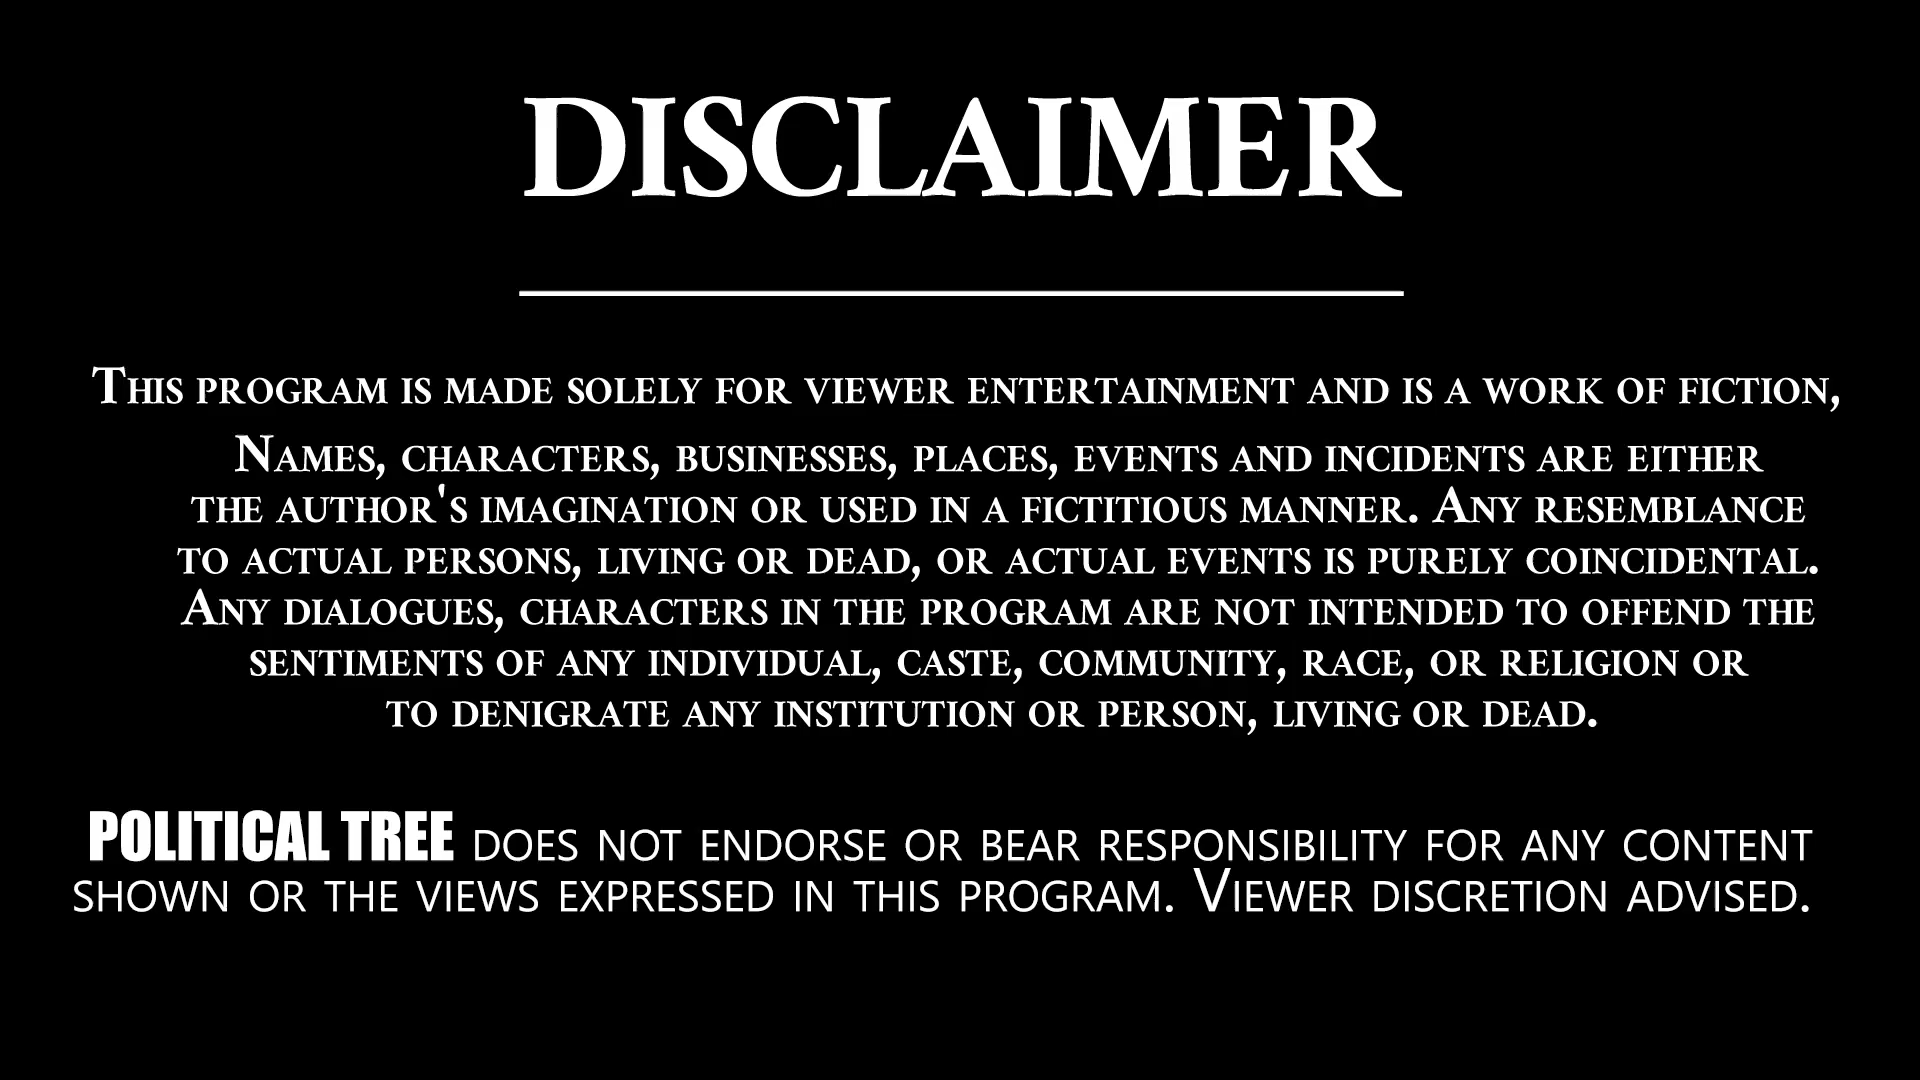 DISCLAIMER
This program is made solely for viewer entertainment and is a work of fiction,
Names, characters, businesses, places, events and incidents are either
the author's imagination or used in a fictitious manner. Any resemblance
to actual persons, living or dead, or actual events is purely coincidental.
Any dialogues, characters in the program are not intended to offend the
sentiments of any individual, caste, community, race, or religion or
to denigrate any institution or person, living or dead.
POLITICAL TREE does not endorse or bear responsibility for any content
shown or the views expressed in this program. Viewer discretion advised.